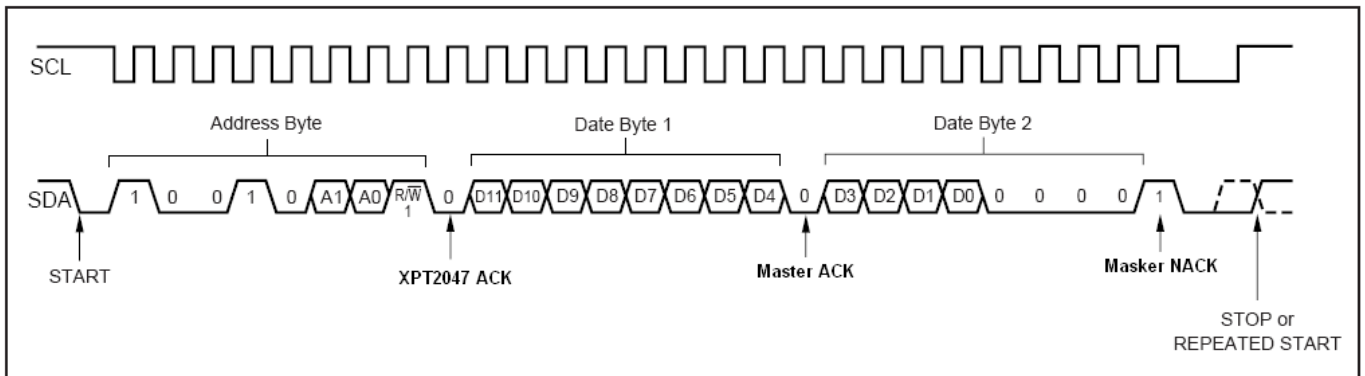 SCL
Address Byte
Date Byte 1
Date Byte 2
SDA
1 0 0 1 0 A1 A0 R/W 1 0 D11 D10 D9 D8 D7 D6 D5 D4 0 D3 D2 D1 D0 0 0 0 0 1
START
XPT2047 ACK
Master ACK
Masker NACK
STOP or
REPEATED START